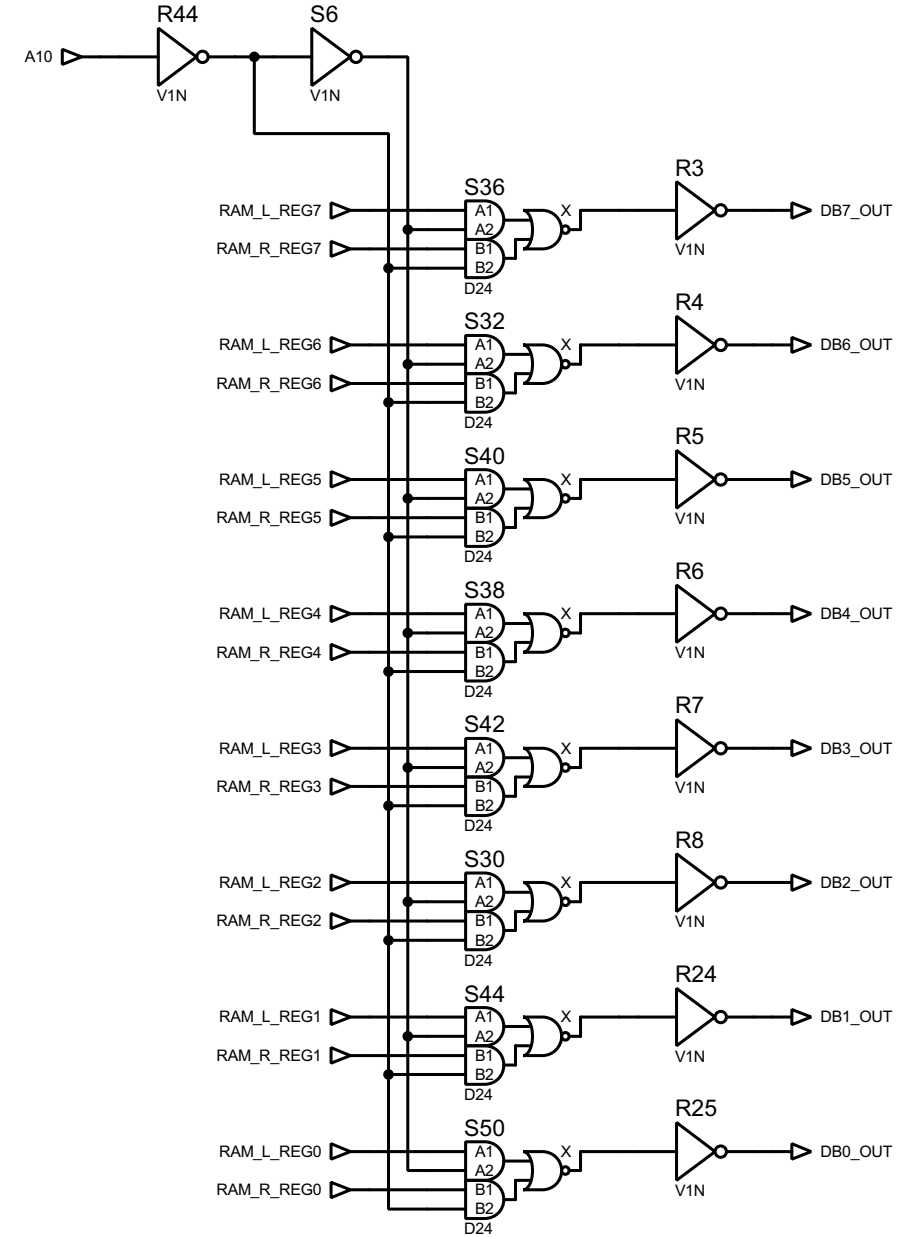 R44 S6
A10
V1N V1N
S36 R3
RAM_L_REG7 A1 X DB7_OUT
A2
RAM_R_REG7 B1 V1N
B2
D24
S32 R4
RAM_L_REG6 A1 X DB6_OUT
A2
RAM_R_REG6 B1 V1N
B2
D24
S40 R5
RAM_L_REG5 A1 X DB5_OUT
A2
RAM_R_REG5 B1 V1N
B2
D24
S38 R6
RAM_L_REG4 A1 X DB4_OUT
A2
RAM_R_REG4 B1 V1N
B2
D24
S42 R7
RAM_L_REG3 A1 X DB3_OUT
A2
RAM_R_REG3 B1 V1N
B2
D24
S30 R8
RAM_L_REG2 A1 X DB2_OUT
A2
RAM_R_REG2 B1 V1N
B2
D24
S44 R24
RAM_L_REG1 A1 X DB1_OUT
A2
RAM_R_REG1 B1 V1N
B2
D24
S50 R25
RAM_L_REG0 A1 X DB0_OUT
A2
RAM_R_REG0 B1 V1N
B2
D24